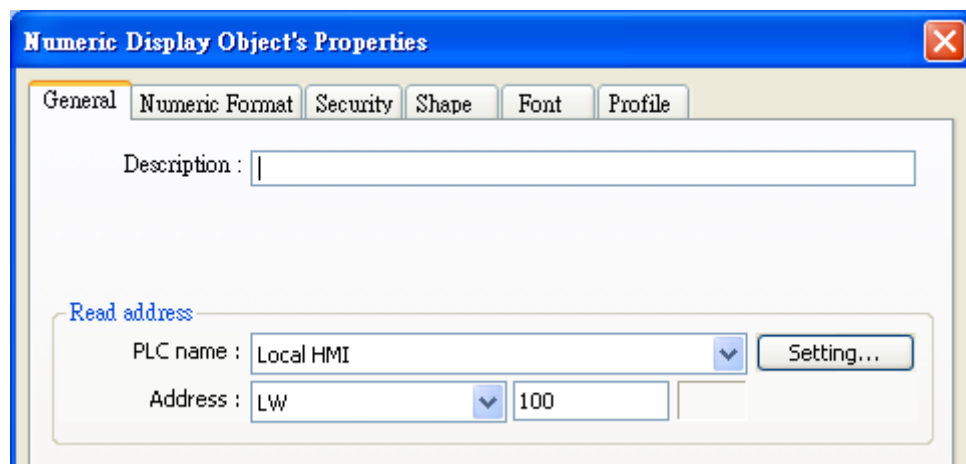 Numeric Display Object's Properties
General Numeric Format Security Shape Font Profile
Description :
Read address
PLC name : Local HMI Setting...
Address : LW 100